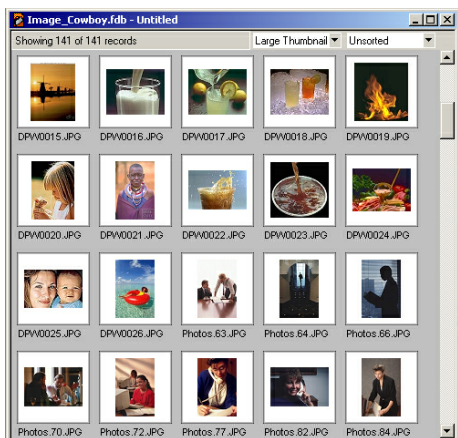 Image_Cowboy.fdb - Untitled
Showing 141 of 141 records Large Thumbnail Unsorted
DPW0015.JPG DPW0016.JPG DPW0017.JPG DPW0018.JPG DPW0019.JPG
DPW0020.JPG DPW0021.JPG DPW0022.JPG DPW0023.JPG DPW0024.JPG
DPW0025.JPG DPW0026.JPG Photos.63.JPG Photos.64.JPG Photos.66.JPG
Photos.70.JPG Photos.72.JPG Photos.77.JPG Photos.82.JPG Photos.84.JPG